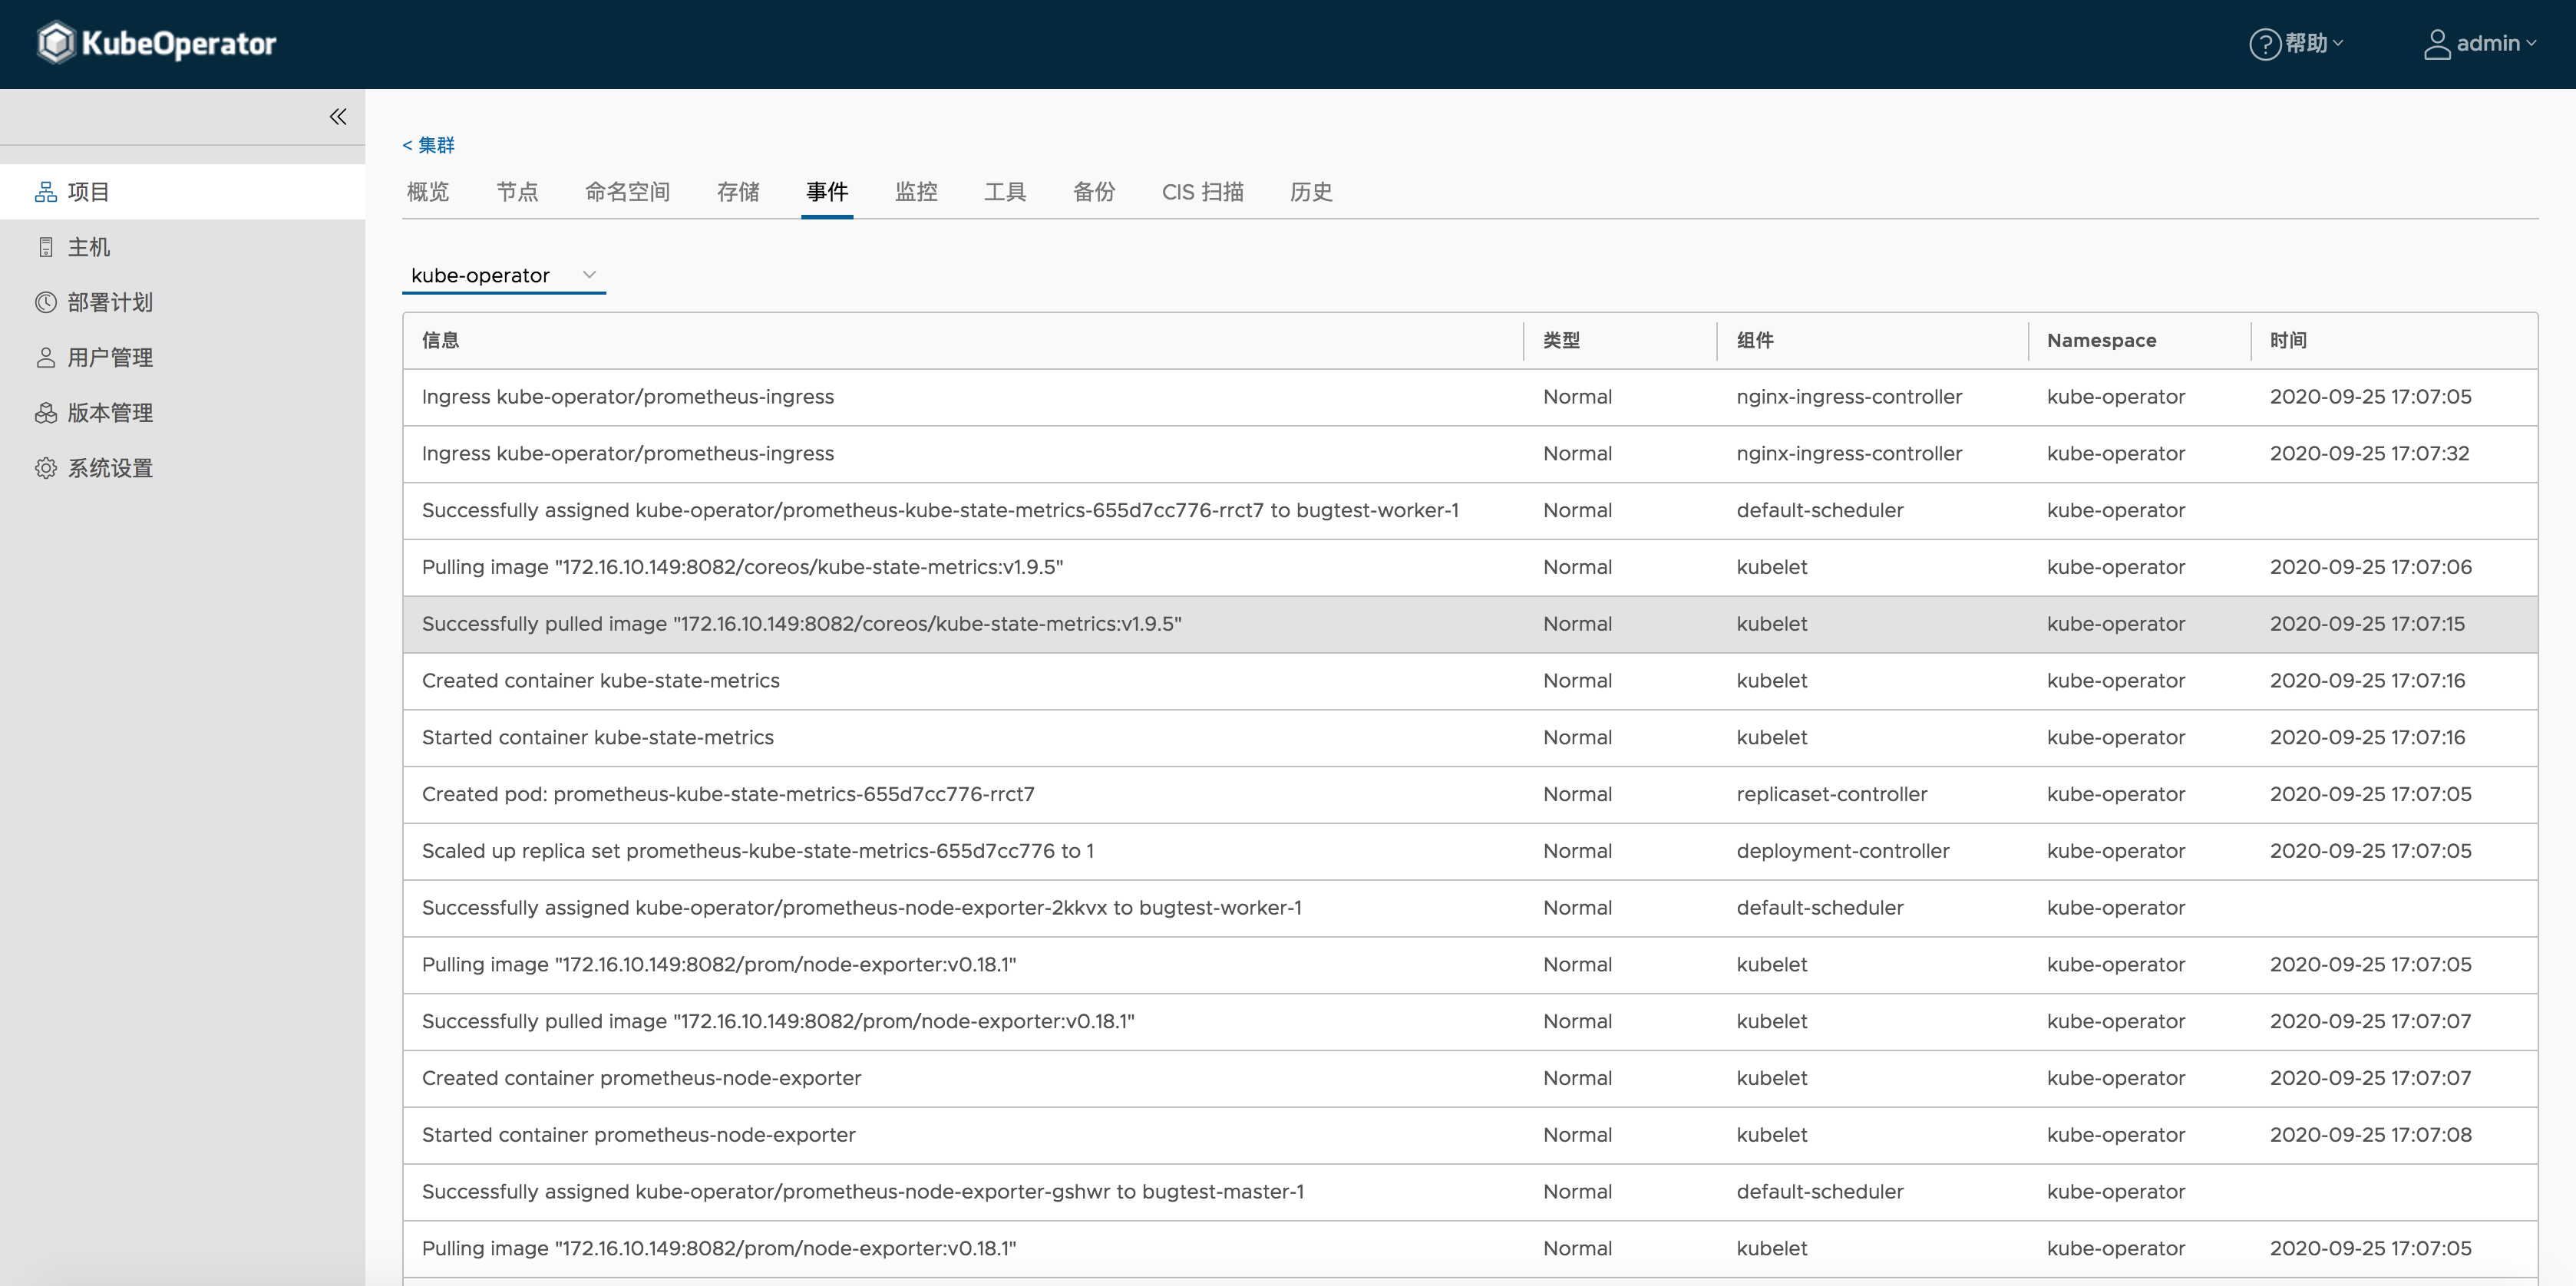 KubeOperator
帮助
admin
项目
主机
部署计划
用户管理
版本管理
系统设置
< 集群
概览 节点 命名空间 存储 事件 监控 工具 备份 CIS 扫描 历史
kube-operator
信息 类型 组件 Namespace 时间
Ingress kube-operator/prometheus-ingress Normal nginx-ingress-controller kube-operator 2020-09-25 17:07:05
Ingress kube-operator/prometheus-ingress Normal nginx-ingress-controller kube-operator 2020-09-25 17:07:32
Successfully assigned kube-operator/prometheus-kube-state-metrics-655d7cc776-rrct7 to bugtest-worker-1 Normal default-scheduler kube-operator
Pulling image "172.16.10.149:8082/coreos/kube-state-metrics:v1.9.5" Normal kubelet kube-operator 2020-09-25 17:07:06
Successfully pulled image "172.16.10.149:8082/coreos/kube-state-metrics:v1.9.5" Normal kubelet kube-operator 2020-09-25 17:07:15
Created container kube-state-metrics Normal kubelet kube-operator 2020-09-25 17:07:16
Started container kube-state-metrics Normal kubelet kube-operator 2020-09-25 17:07:16
Created pod: prometheus-kube-state-metrics-655d7cc776-rrct7 Normal replicaset-controller kube-operator 2020-09-25 17:07:05
Scaled up replica set prometheus-kube-state-metrics-655d7cc776 to 1 Normal deployment-controller kube-operator 2020-09-25 17:07:05
Successfully assigned kube-operator/prometheus-node-exporter-2kkvx to bugtest-worker-1 Normal default-scheduler kube-operator
Pulling image "172.16.10.149:8082/prom/node-exporter:v0.18.1" Normal kubelet kube-operator 2020-09-25 17:07:05
Successfully pulled image "172.16.10.149:8082/prom/node-exporter:v0.18.1" Normal kubelet kube-operator 2020-09-25 17:07:07
Created container prometheus-node-exporter Normal kubelet kube-operator 2020-09-25 17:07:07
Started container prometheus-node-exporter Normal kubelet kube-operator 2020-09-25 17:07:08
Successfully assigned kube-operator/prometheus-node-exporter-gshwr to bugtest-master-1 Normal default-scheduler kube-operator
Pulling image "172.16.10.149:8082/prom/node-exporter:v0.18.1" Normal kubelet kube-operator 2020-09-25 17:07:05